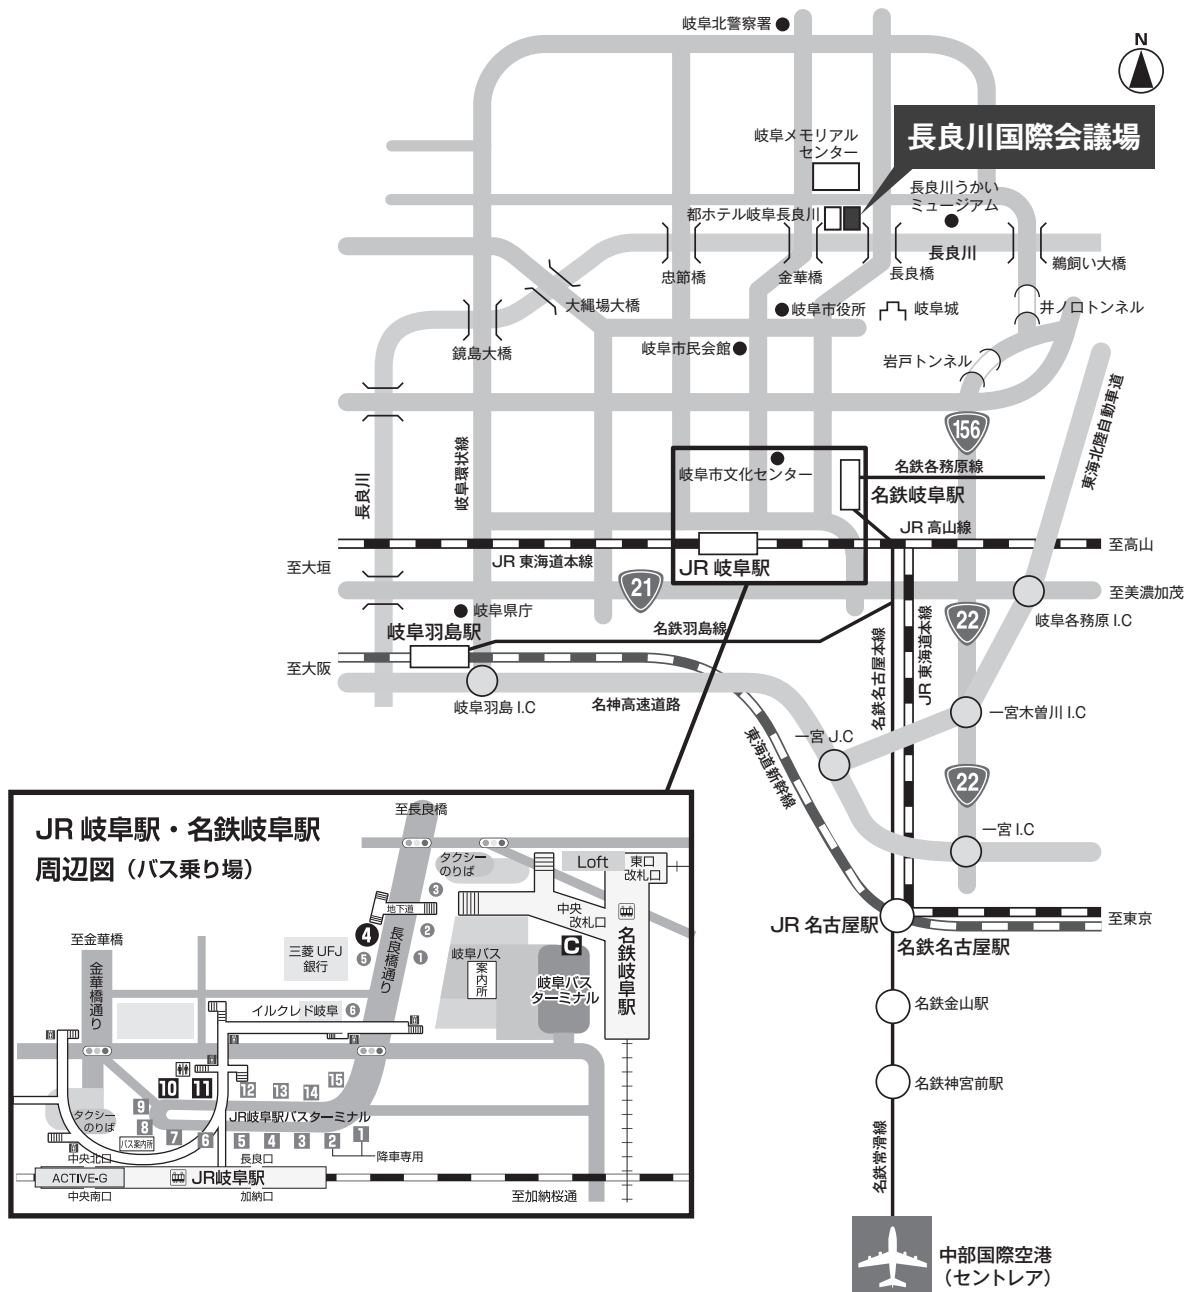 岐阜北警察署
N
長良川国際会議場
岐阜メモリアル
センター
長良川うかい
ミュージアム
都ホテル岐阜長良川
長良川
忠節橋
金華橋
長良橋
鵜飼い大橋
大縄場大橋
岐阜市役所
岐阜城
井ノ口トンネル
鏡島大橋
岐阜市民会館
岩戸トンネル
東海北陸自動車道
156
岐阜市文化センター
名鉄各務原線
名鉄岐阜駅
長良川
岐阜環状線
JR 高山線
至大垣
JR 東海道本線
JR 岐阜駅
至高山
21
至美濃加茂
岐阜県庁
22
岐阜各務原 I.C
岐阜羽島駅
名鉄羽島線
至大阪
名鉄名古屋本線
JR 東海道本線
岐阜羽島 I.C
名神高速道路
一宮木曽川 I.C
一宮 J.C
東海道新幹線
22
一宮 I.C
JR 名古屋駅
至東京
名鉄名古屋駅
名鉄金山駅
名鉄神宮前駅
名鉄常滑線
中部国際空港
（セントレア）
JR 岐阜駅・名鉄岐阜駅
周辺図（バス乗り場）
至長良橋
タクシー
のりば
Loft
東口
改札口
3
地下道
中央
改札口
4
2
5
1
C
長良橋通り
名鉄岐阜駅
至金華橋
三菱 UFJ
銀行
岐阜バス
案内所
岐阜バス
ターミナル
金華橋通り
イルクレド岐阜
6
10
11
12
13
14
15
9
8
7
6
5
4
3
2
1
タクシー
のりば
JR岐阜駅バスターミナル
バス案内所
降車専用
中央北口
長良口
ACTIVE-G
JR岐阜駅
中央南口
加納口
至加納桜通